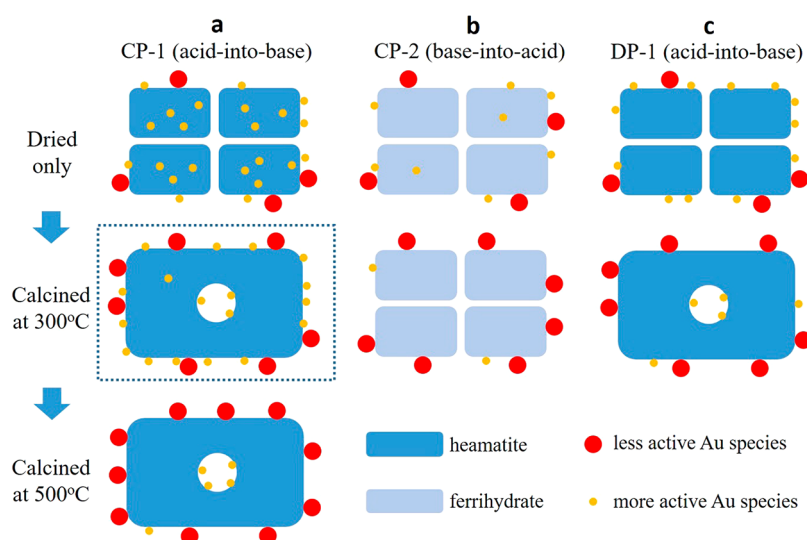 a
b
c
CP-1 (acid-into-base)
CP-2 (base-into-acid)
DP-1 (acid-into-base)
Dried
only
Calcined
at 300°C
Calcined
at 500°C
heamatite
less active Au species
ferrihydrate
more active Au species